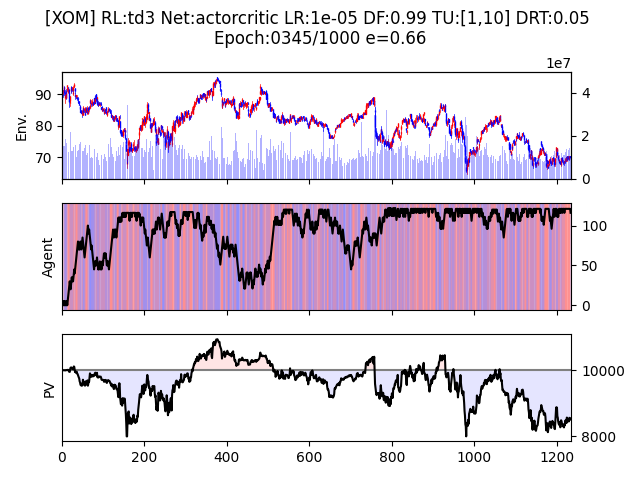 [XOM] RL:td3 Net:actorcritic LR:1e-05 DF:0.99 TU:[1,10] DRT:0.05
Epoch:0345/1000 e=0.66
1e7
Env.
90
80
70
4
2
0
Agent
100
50
0
PV
10000
8000
0 200 400 600 800 1000 1200